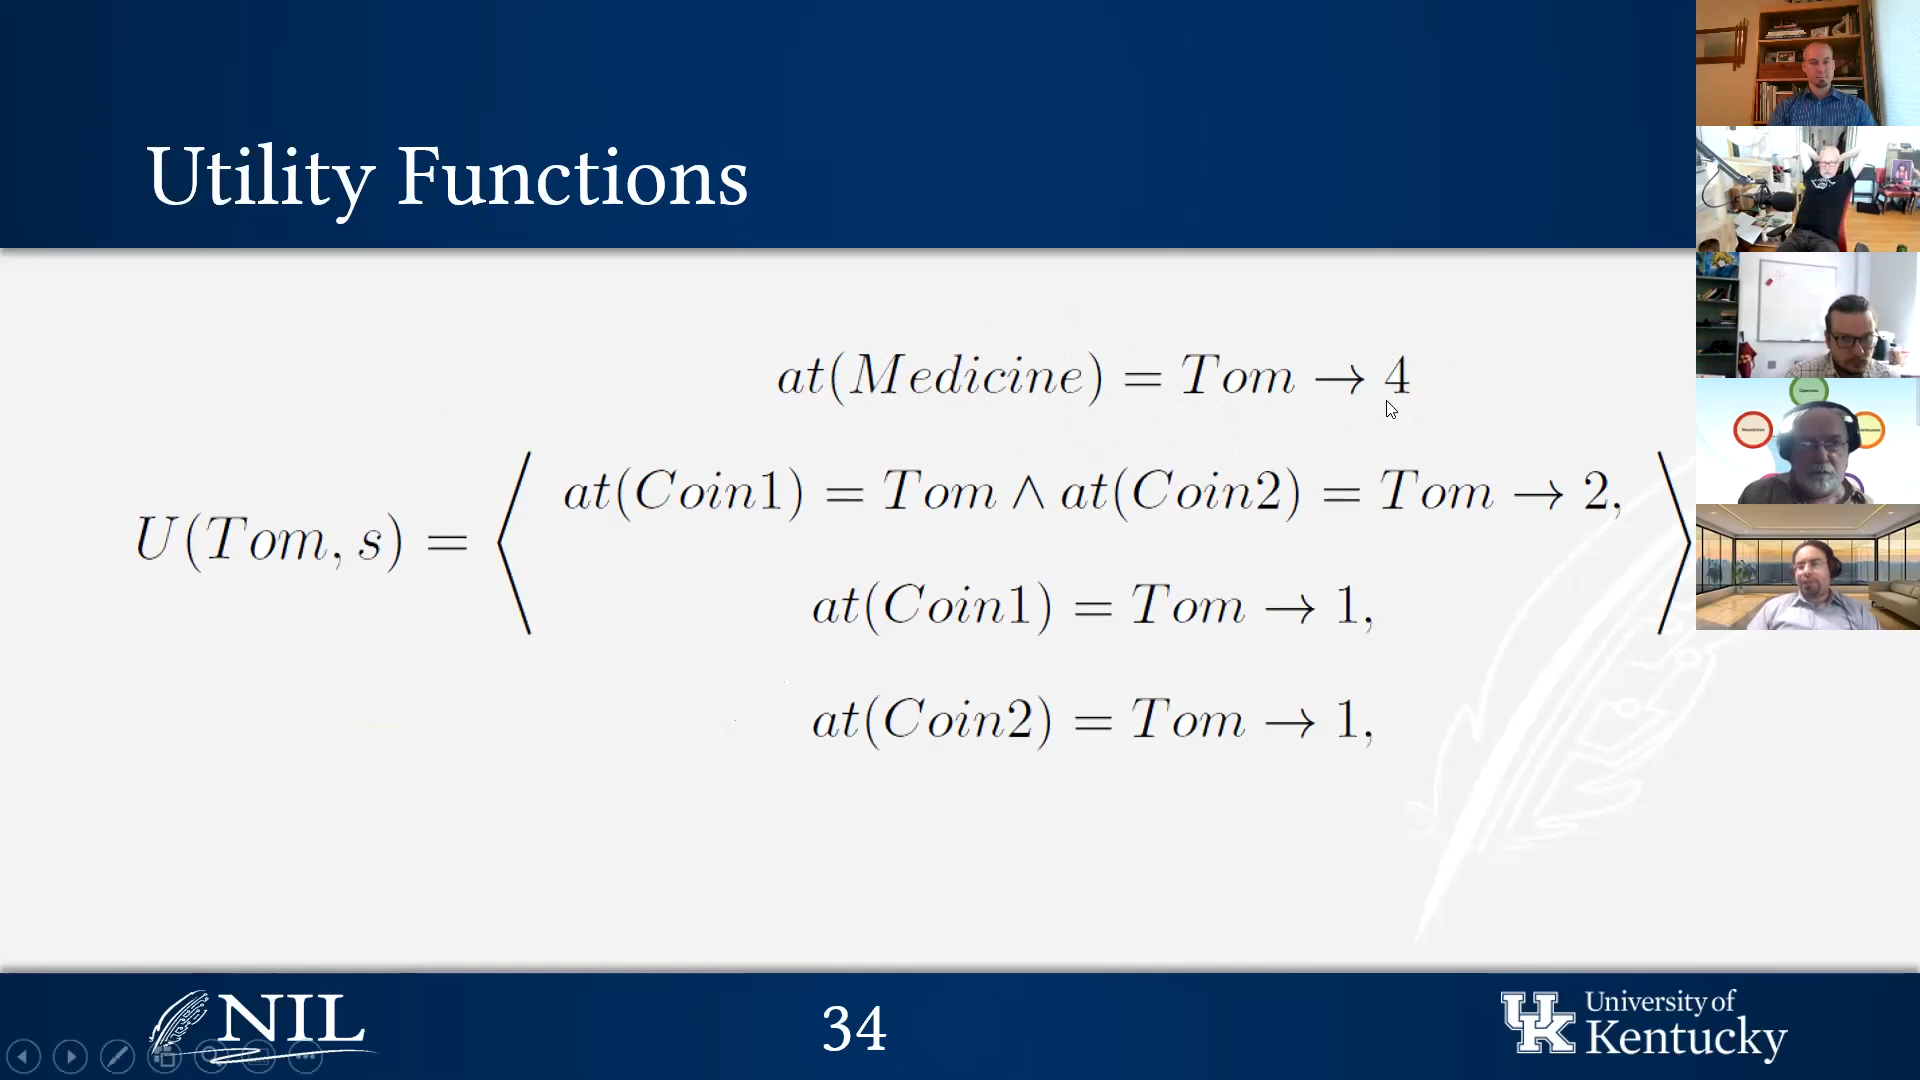 Utility Functions
at(Medicine) = Tom → 4
at(Coin1) = Tom ∧ at(Coin2) = Tom → 2,
U(Tom, s) =
at(Coin1) = Tom → 1,
at(Coin2) = Tom → 1,
NIL
34
UK
University of
Kentucky